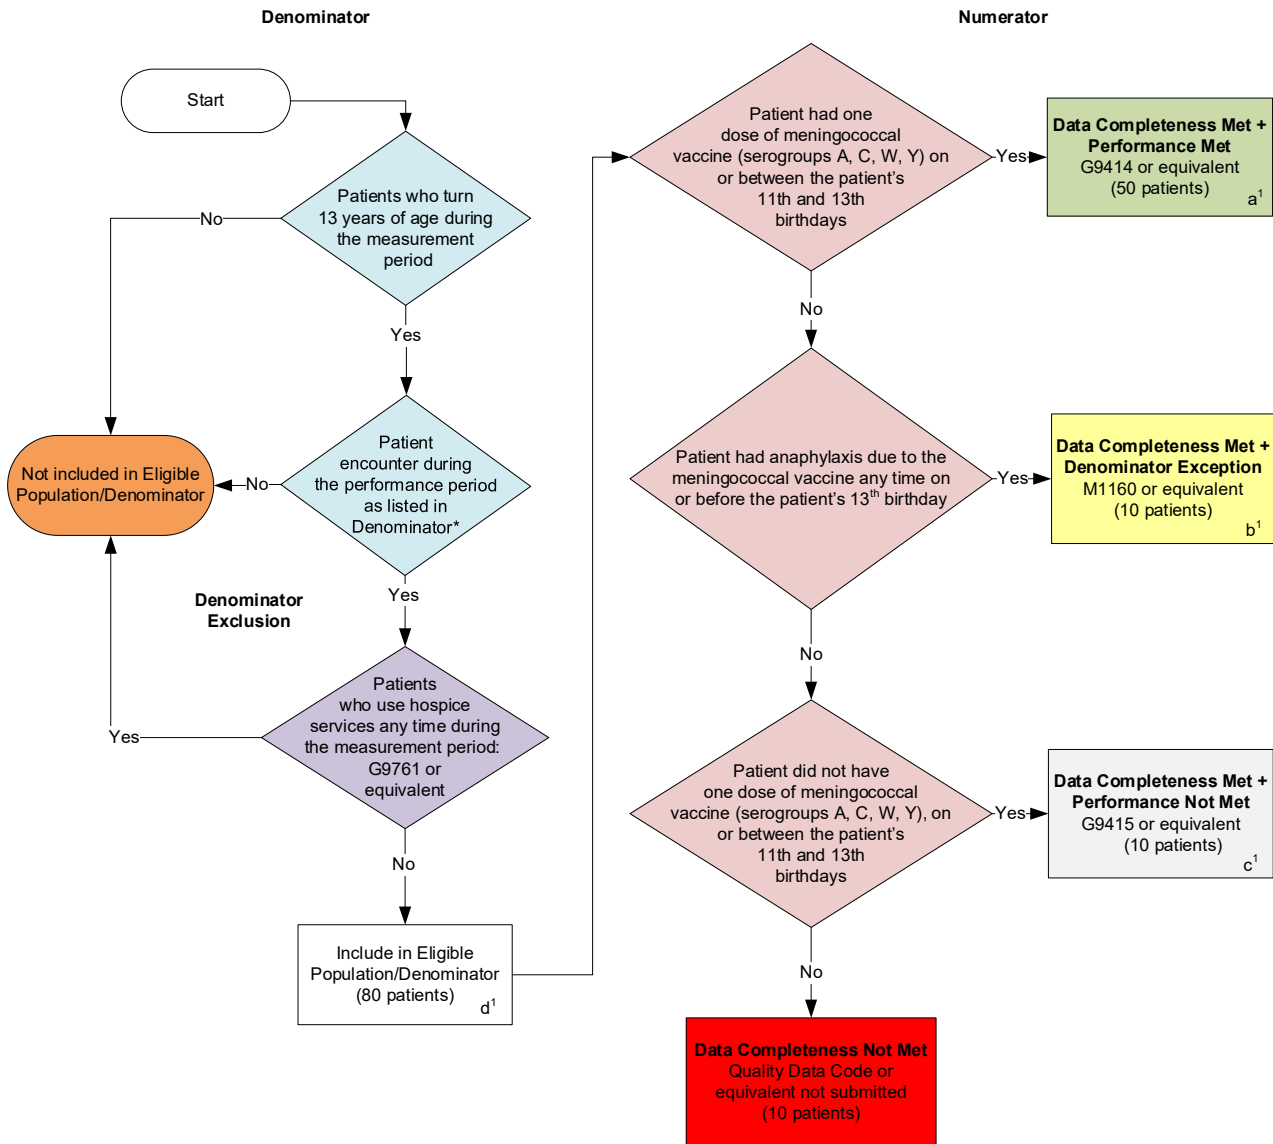 Denominator
Start
Patients who turn
13 years of age during
the measurement
period
No
Yes
Patient
encounter during
the performance period
as listed in
Denominator*
No
Not included in Eligible
Population/Denominator
Yes
Denominator
Exclusion
Patients
who use hospice
services any time during
the measurement period:
G9761 or
equivalent
Yes
No
Include in Eligible
Population/Denominator
(80 patients)
d¹
Numerator
Patient had one
dose of meningococcal
vaccine (serogroups A, C, W, Y) on
or between the patient’s
11th and 13th
birthdays
Yes
Data Completeness Met +
Performance Met
G9414 or equivalent
(50 patients)
a¹
No
Patient had anaphylaxis due to the
meningococcal vaccine any time on
or before the patient’s 13th birthday
Yes
Data Completeness Met +
Denominator Exception
M1160 or equivalent
(10 patients)
b¹
No
Patient did not have
one dose of meningococcal
vaccine (serogroups A, C, W, Y), on
or between the patient’s
11th and 13th
birthdays
Yes
Data Completeness Met +
Performance Not Met
G9415 or equivalent
(10 patients)
c¹
No
Data Completeness Not Met
Quality Data Code or
equivalent not submitted
(10 patients)